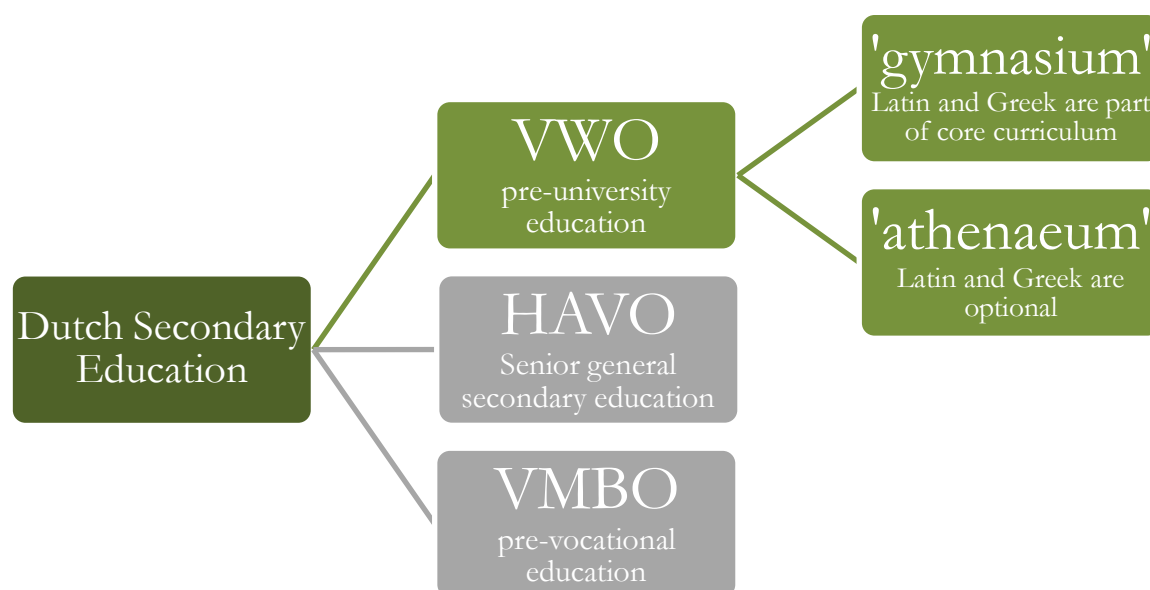 Dutch Secondary
Education
VWO
pre-university
education
HAVO
Senior general
secondary education
VMBO
pre-vocational
education
'gymnasium'
Latin and Greek are part
of core curriculum
'athenaeum'
Latin and Greek are
optional